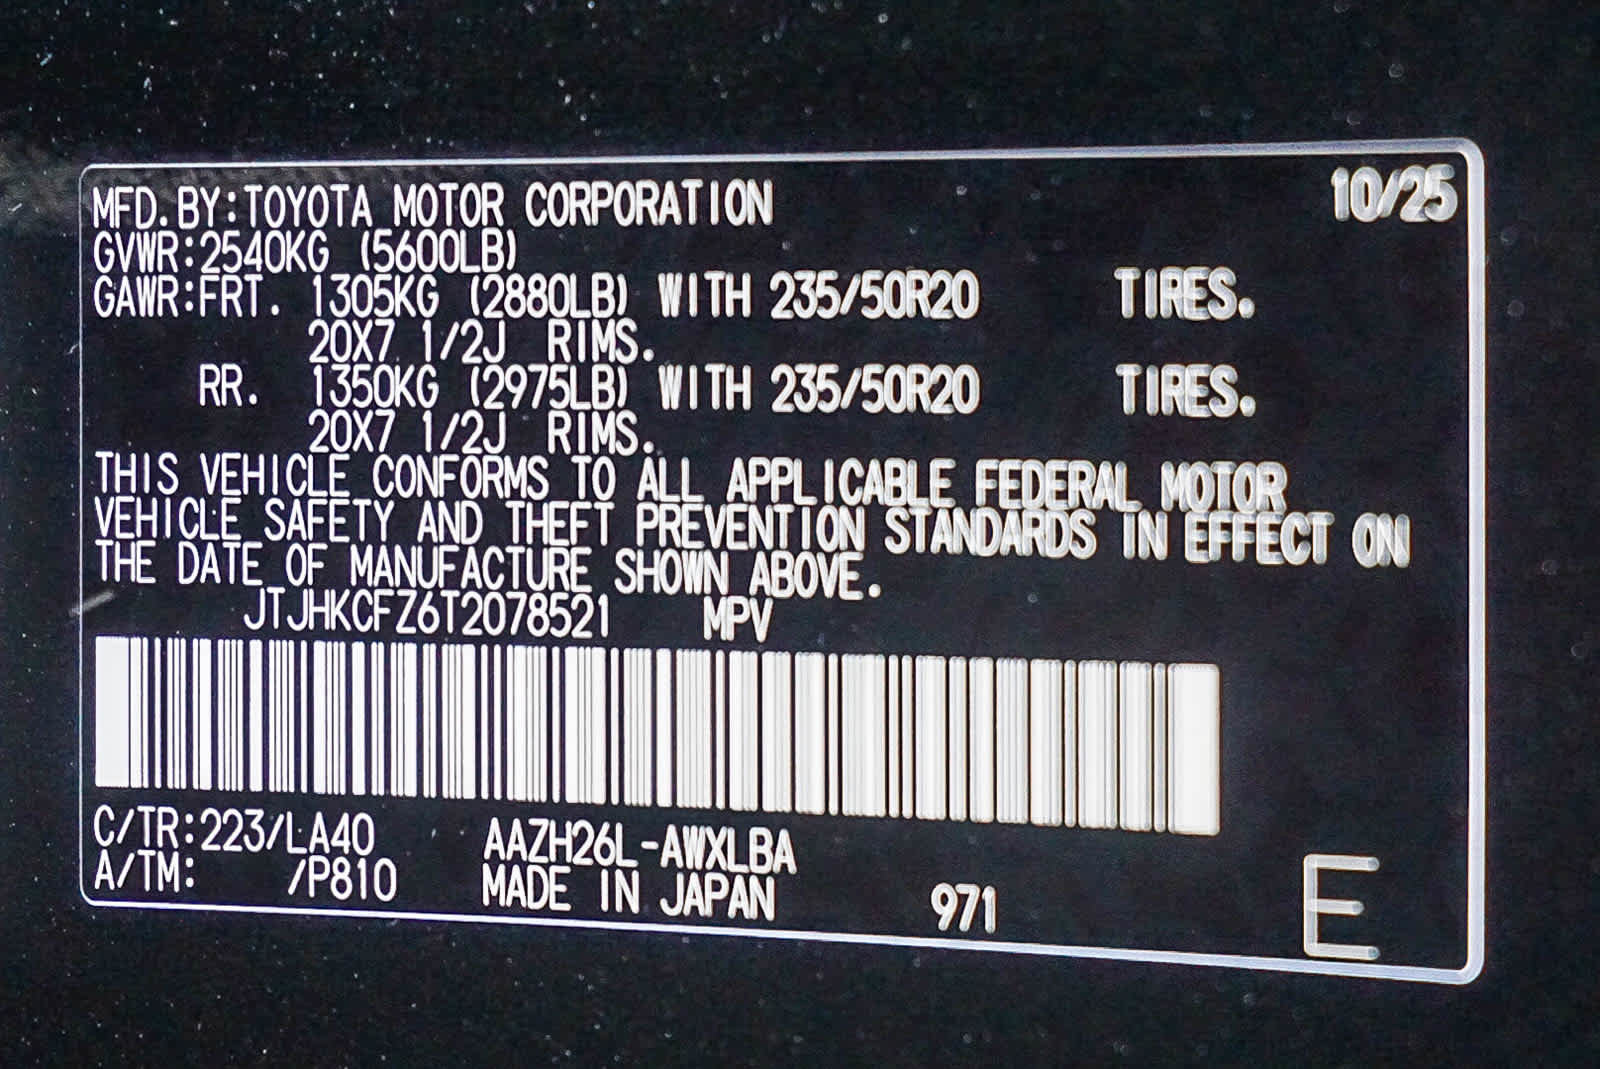 MFD.BY:TOYOTA MOTOR CORPORATION 10/25
GVWR:2540KG (5600LB)
GAWR:FRT. 1305KG (2880LB) WITH 235/50R20 TIRES.
20X7 1/2J RIMS.
RR. 1350KG (2975LB) WITH 235/50R20 TIRES.
20X7 1/2J RIMS.
THIS VEHICLE CONFORMS TO ALL APPLICABLE FEDERAL MOTOR
VEHICLE SAFETY AND THEFT PREVENTION STANDARDS IN EFFECT ON
THE DATE OF MANUFACTURE SHOWN ABOVE.
JTJHKCFZ6T2078521 MPV
C/TR:223/LA40 AAZH26L-AWXLBA
A/TM: /P810 MADE IN JAPAN 971 E